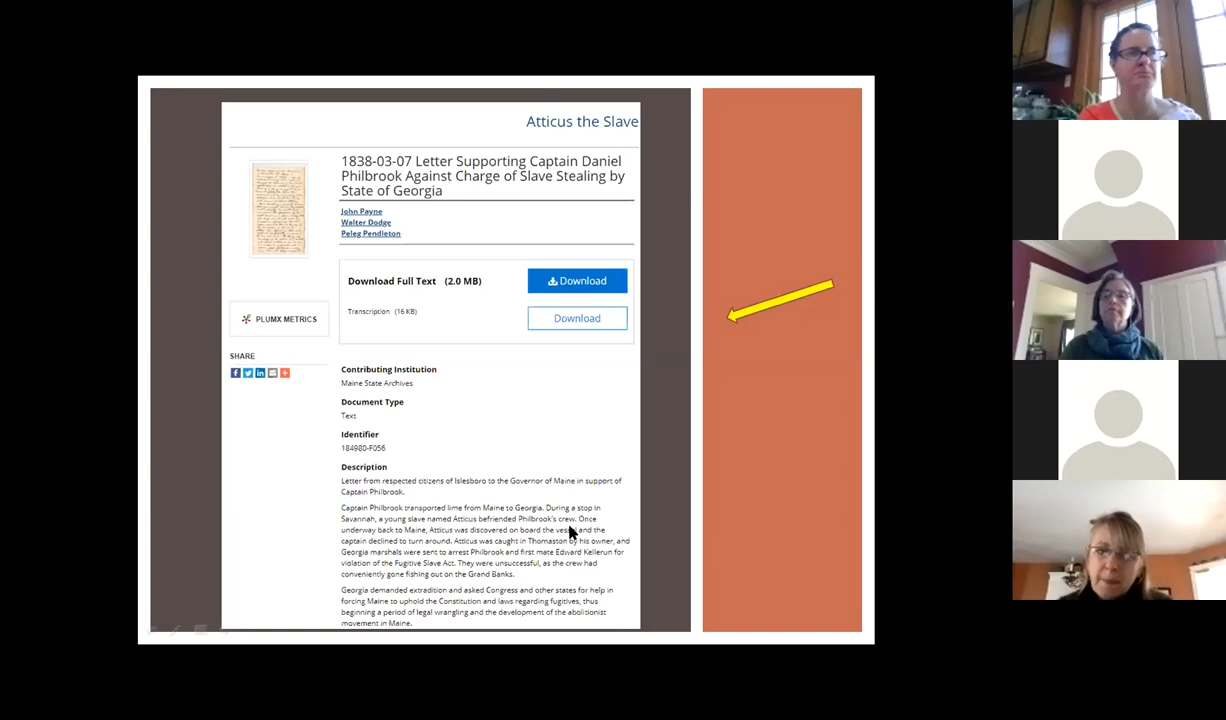 Atticus the Slave
1838-03-07 Letter Supporting Captain Daniel
Philbrook Against Charge of Slave Stealing by
State of Georgia
John Payne
Walter Dodge
Peleg Pendleton
Download Full Text (2.0 MB)
Download
Transcription (16 KB)
Download
PLUMX METRICS
SHARE
Contributing Institution
Maine State Archives
Document Type
Text
Identifier
184980-F056
Description
Letter from respected citizens of Islesboro to the Governor of Maine in support of
Captain Philbrook.
Captain Philbrook transported lime from Maine to Georgia. During a stop in
Savannah, a young slave named Atticus befriended Philbrook's crew. Once
underway back to Maine, Atticus was discovered on board the and the
captain declined to turn around. Atticus was caught in Thomaston by his owner, and
Georgia marshals were sent to arrest Philbrook and first mate Edward Kellerun for
violation of the Fugitive Slave Act. They were unsuccessful, as the crew had
conveniently gone fishing out on the Grand Banks.
Georgia demanded extradition and asked Congress and other states for help in
forcing Maine to uphold the Constitution and laws regarding fugitives, thus
beginning a period of legal wrangling and the development of the abolitionist
movement in Maine.